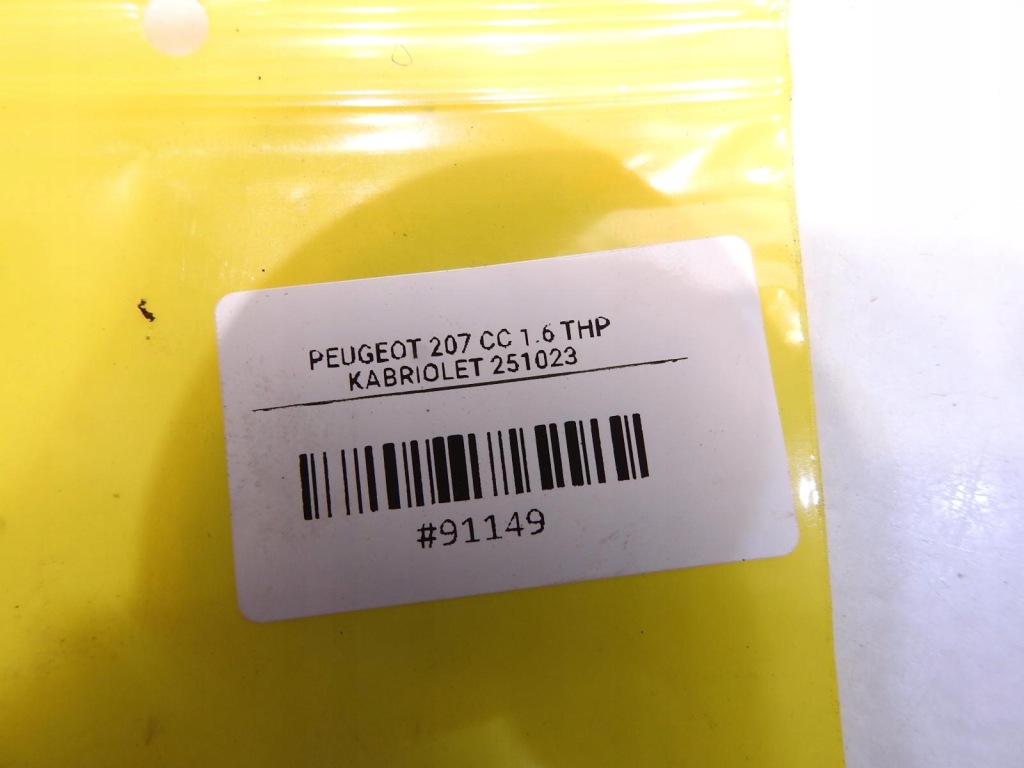 PEUGEOT 207 CC 1.6 THP
KABRIOLET 251023
#91149